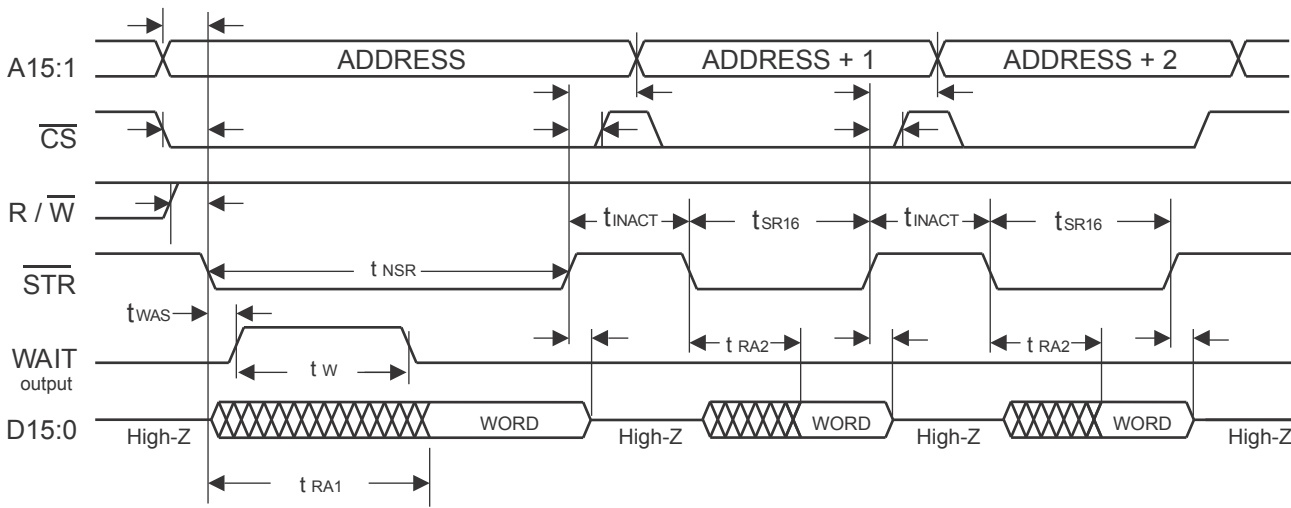 A15:1 ADDRESS ADDRESS + 1 ADDRESS + 2
CS
R / W tINACT tSR16 tINACT tSR16
STR t NSR
tWAS
WAIT
output
t W t RA2 t RA2
D15:0 WORD WORD WORD
High-Z High-Z High-Z High-Z
t RA1